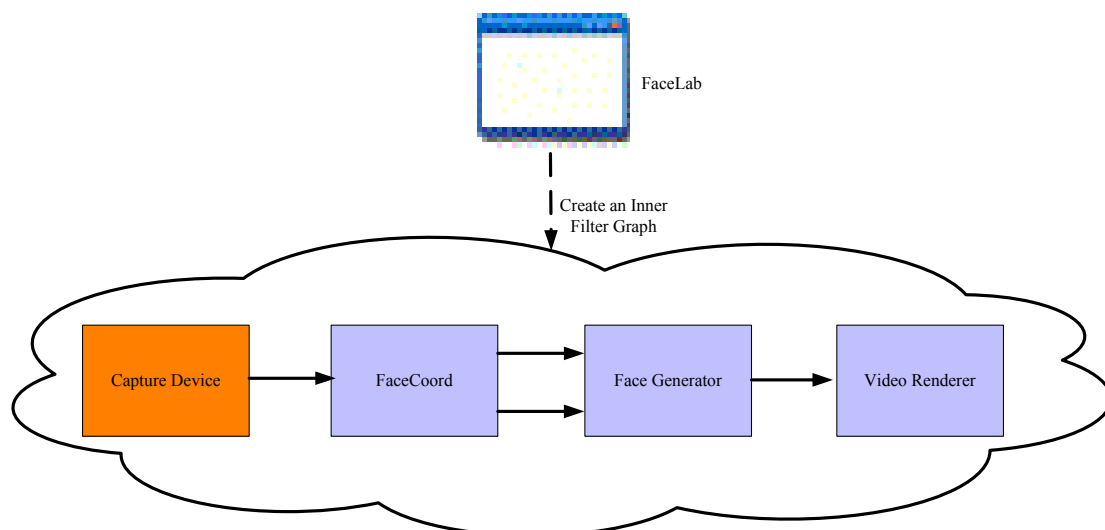 FaceLab
Create an Inner
Filter Graph
Capture Device
FaceCoord
Face Generator
Video Renderer